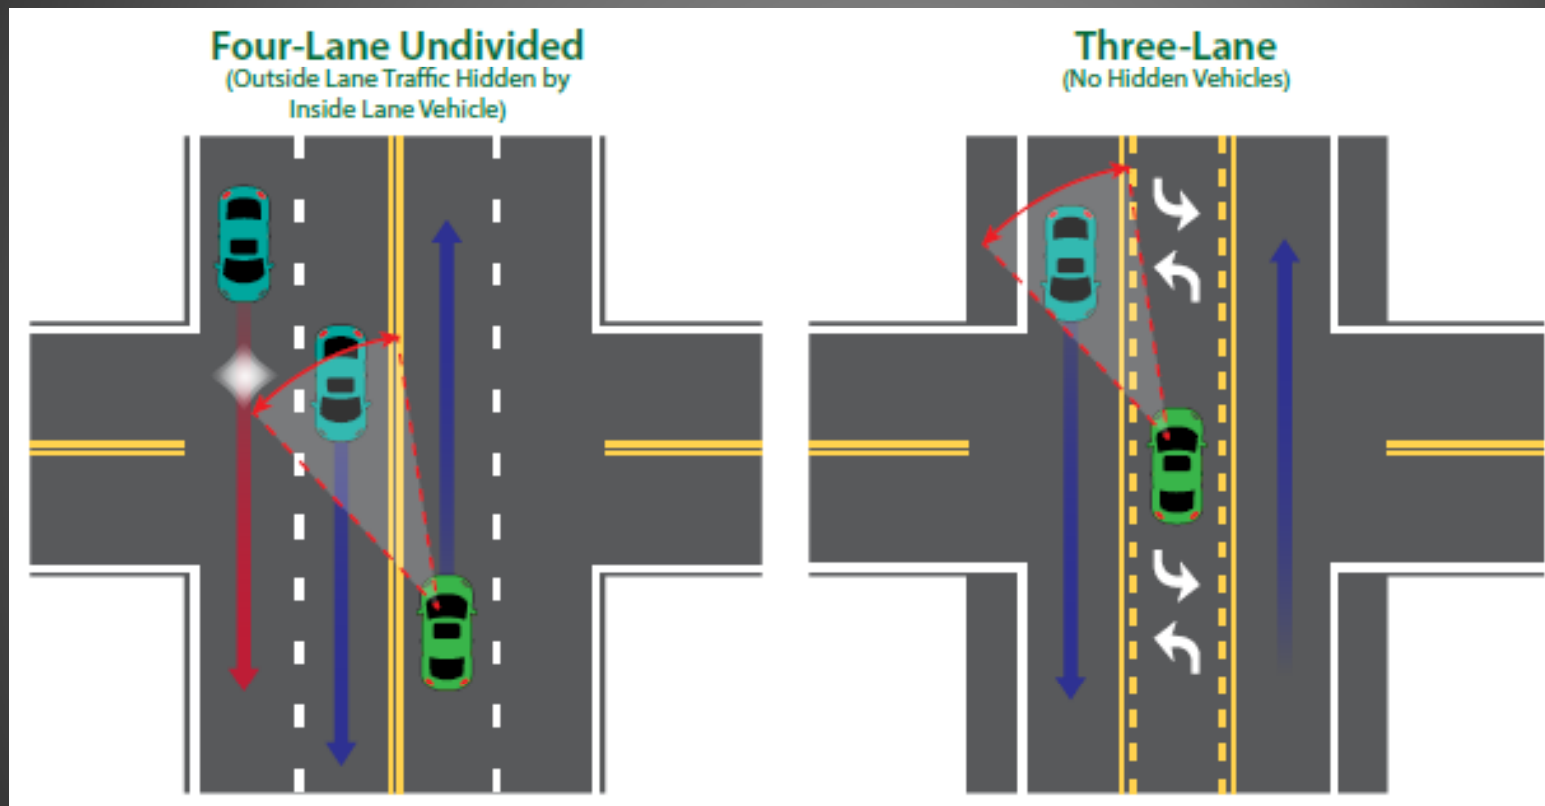 Four-Lane Undivided
(Outside Lane Traffic Hidden by
Inside Lane Vehicle)
Three-Lane
(No Hidden Vehicles)